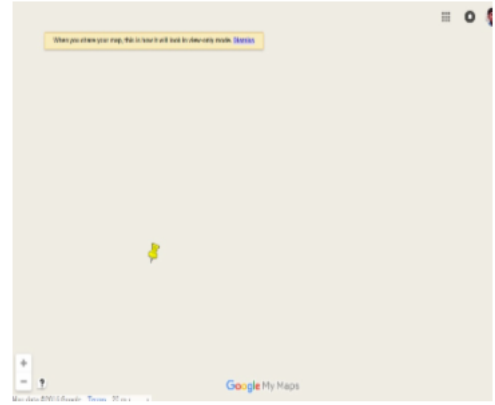 When you share your map, this is how it will look in view-only mode. Dismiss
Google My Maps
Terms